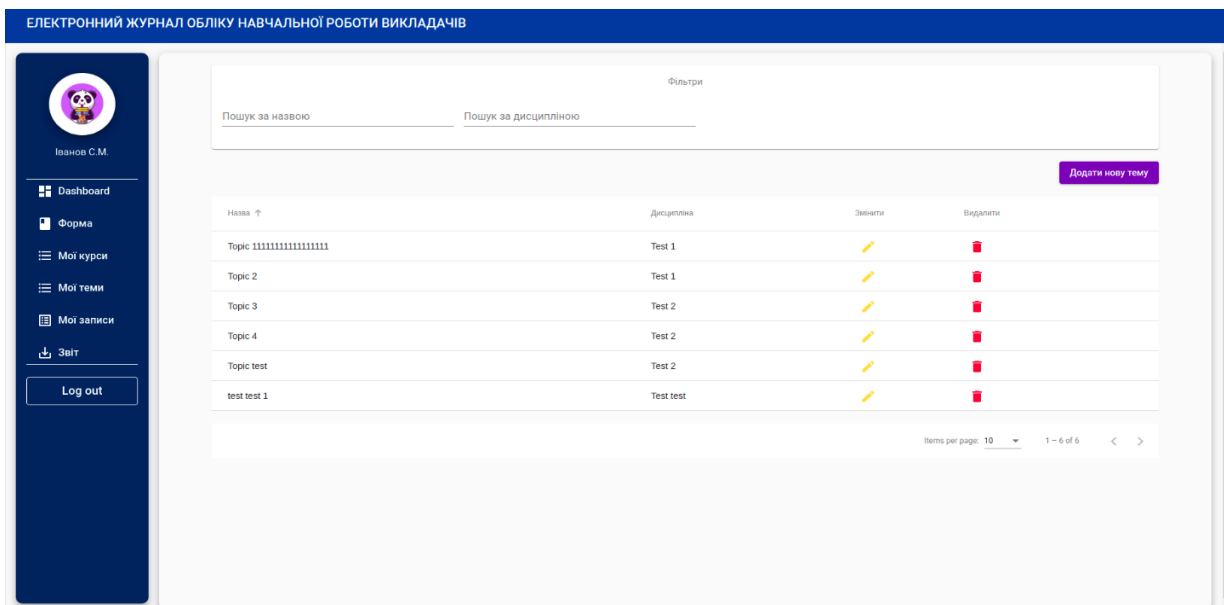 ЕЛЕКТРОННИЙ ЖУРНАЛ ОБЛІКУ НАВЧАЛЬНОЇ РОБОТИ ВИКЛАДАЧІВ
Іванов С.М.
Dashboard
Форма
Мої курси
Мої теми
Мої записи
Звіт
Log out
Фільтри
Пошук за назвою Пошук за дисципліною
Додати нову тему
Назва Дисципліна Змінити Видалити
Topic 11111111111111111 Test 1
Topic 2 Test 1
Topic 3 Test 2
Topic 4 Test 2
Topic test Test 2
test test 1 Test test
Items per page: 10 1 – 6 of 6